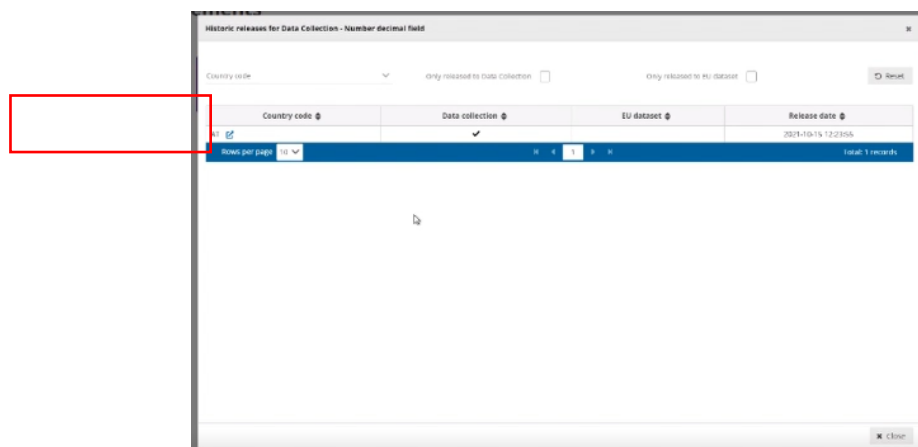 Historic releases for Data Collection - Number decimal field
Country code
Only released to Data Collection
Only released to EU dataset
Reset
Country code
Data collection
EU dataset
Release date
AT
2021-10-15 12:23:55
Rows per page 10
1
Total: 1 records
Close